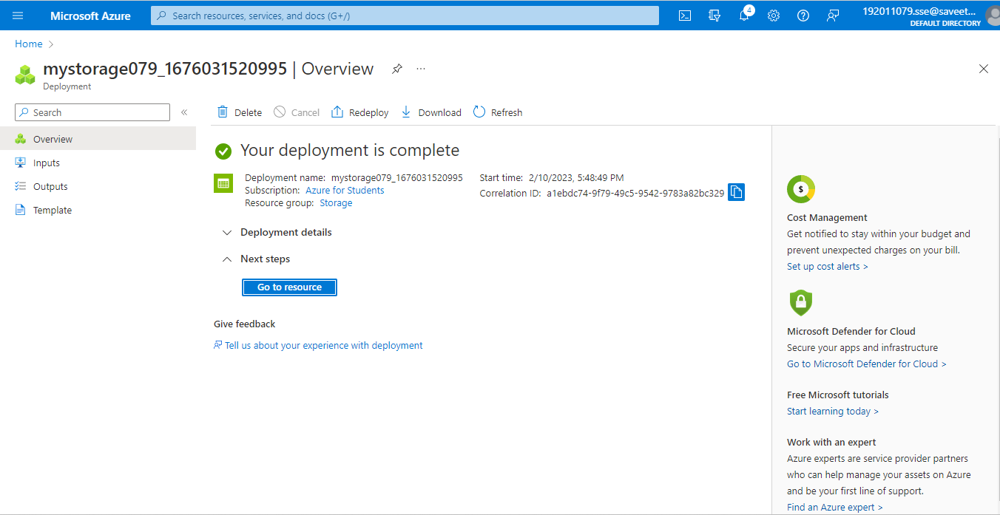 Microsoft Azure
Search resources, services, and docs (G+/)
4
192011079.sse@saveet...
DEFAULT DIRECTORY
Home >
mystorage079_1676031520995 | Overview ...
Deployment
Search «
Overview
Inputs
Outputs
Template
Delete Cancel Redeploy Download Refresh
Your deployment is complete
Deployment name: mystorage079_1676031520995
Subscription: Azure for Students
Resource group: Storage
Start time: 2/10/2023, 5:48:49 PM
Correlation ID: a1ebdc74-9f79-49c5-9542-9783a82bc329
Deployment details
Next steps
Go to resource
Give feedback
Tell us about your experience with deployment
$
Cost Management
Get notified to stay within your budget and
prevent unexpected charges on your bill.
Set up cost alerts >
Microsoft Defender for Cloud
Secure your apps and infrastructure
Go to Microsoft Defender for Cloud >
Free Microsoft tutorials
Start learning today >
Work with an expert
Azure experts are service provider partners
who can help manage your assets on Azure
and be your first line of support.
Find an Azure expert >